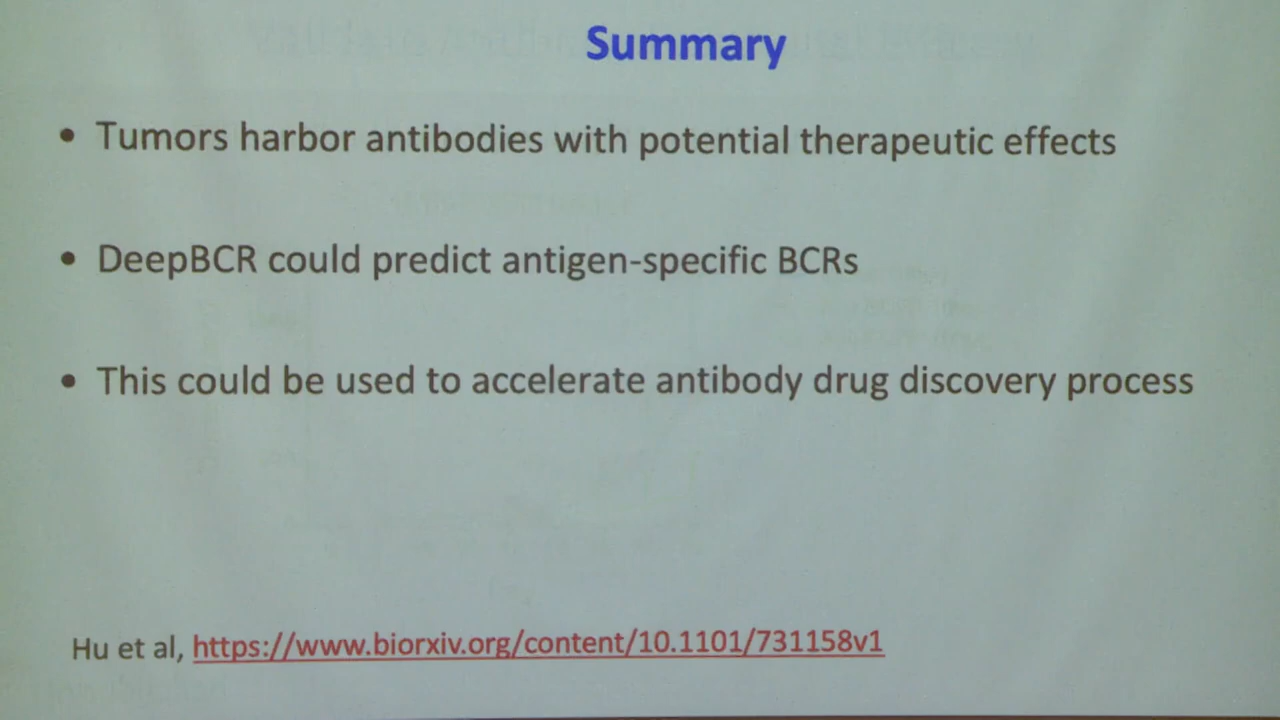 Summary
• Tumors harbor antibodies with potential therapeutic effects
• DeepBCR could predict antigen-specific BCRs
• This could be used to accelerate antibody drug discovery process
Hu et al, https://www.biorxiv.org/content/10.1101/731158v1